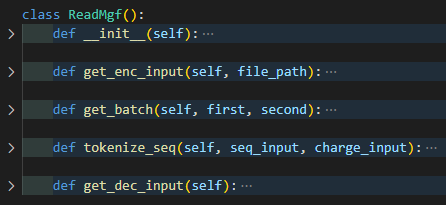 class ReadMgf():
def __init__(self): ···
def get_enc_input(self, file_path): ···
def get_batch(self, first, second): ···
def tokenize_seq(self, seq_input, charge_input): ···
def get_dec_input(self): ···